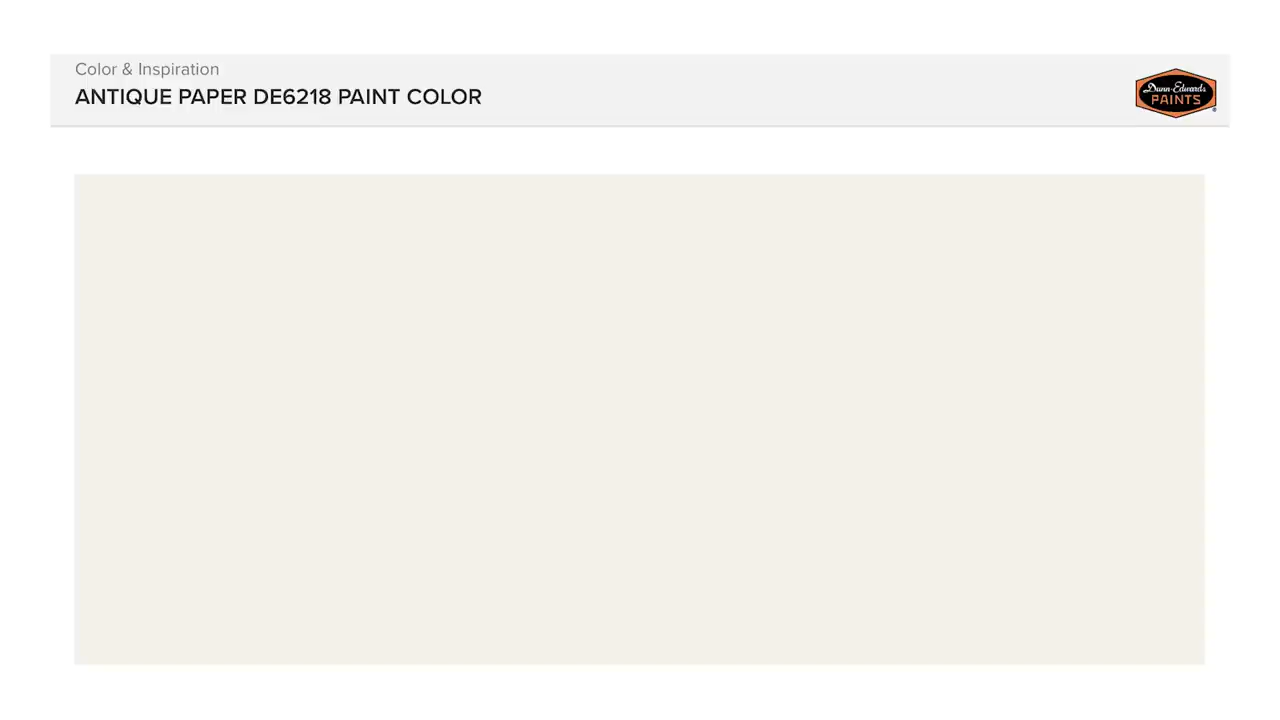 Color & Inspiration
ANTIQUE PAPER DE6218 PAINT COLOR
Dunn-Edwards
PAINTS
®